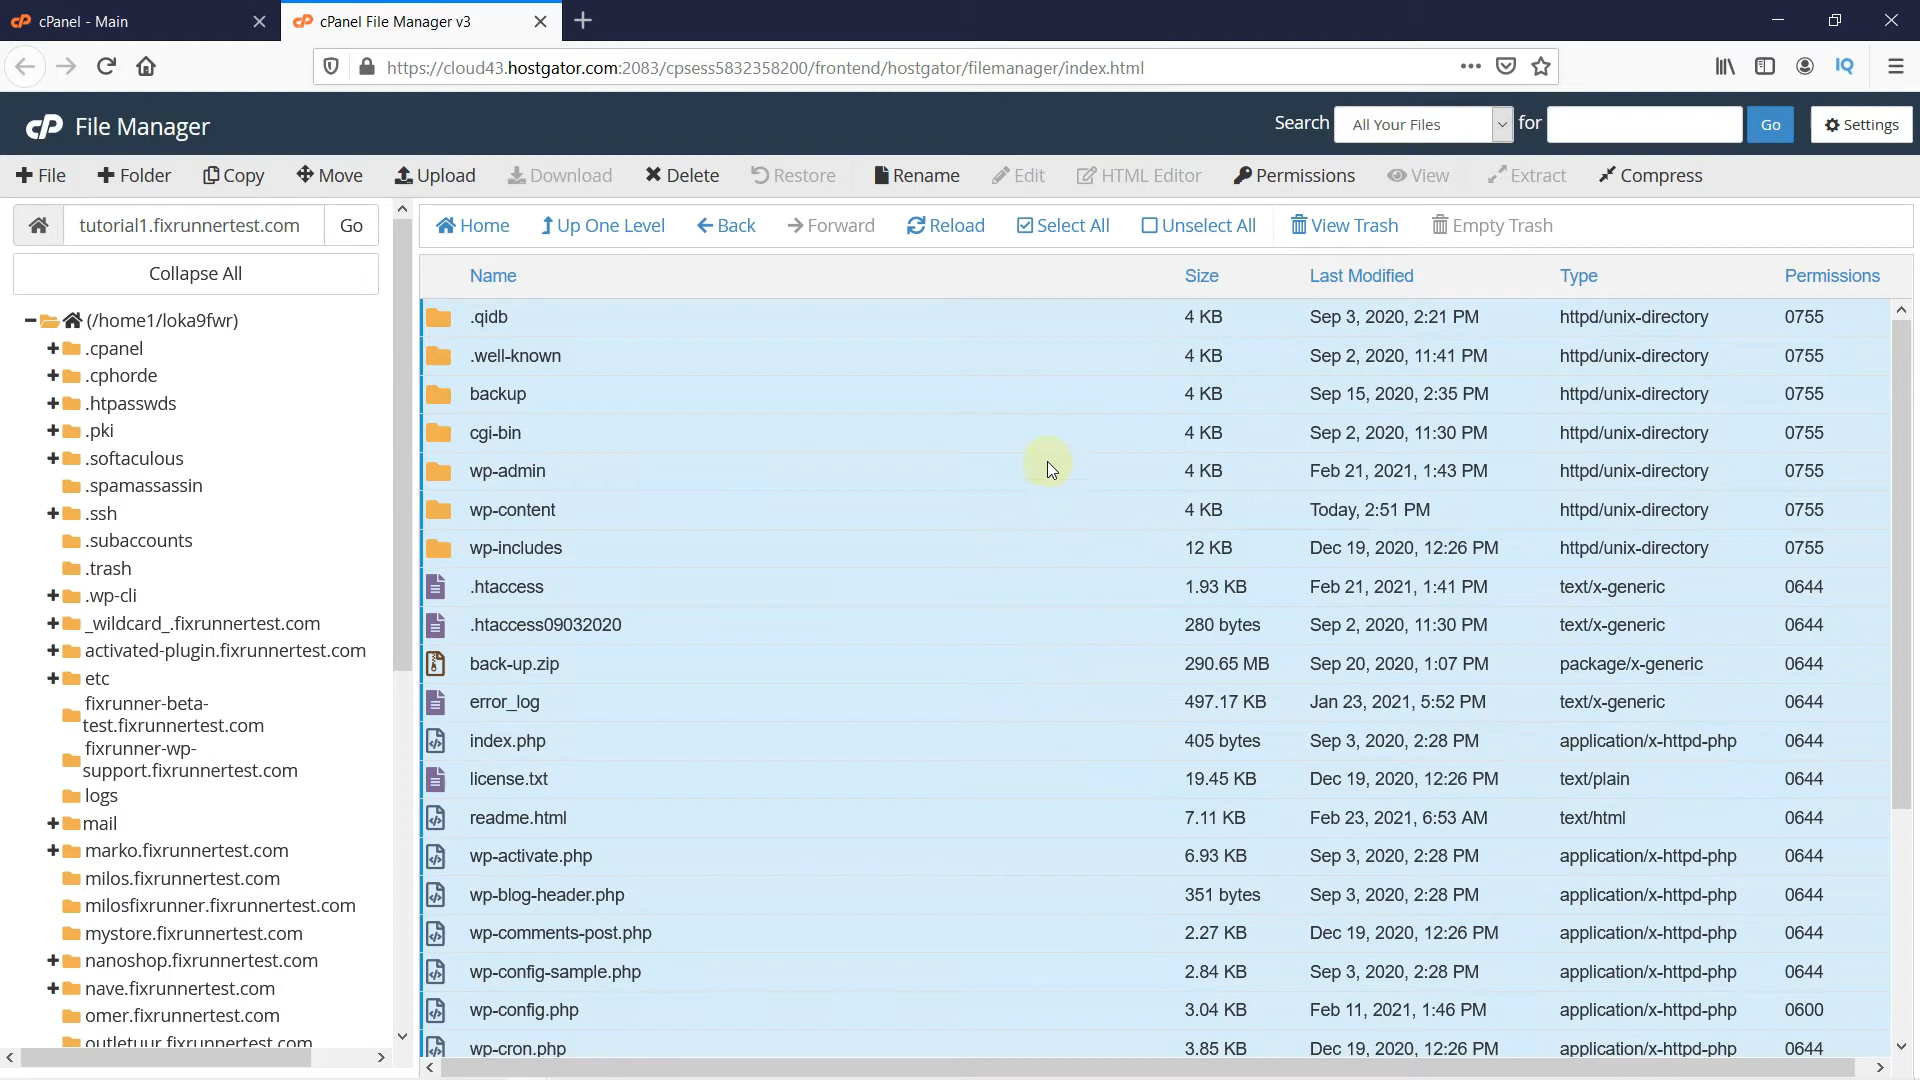 cPanel - Main
cPanel File Manager v3
https://cloud43.hostgator.com:2083/cpsess5832358200/frontend/hostgator/filemanager/index.html
IQ
cP File Manager
Search All Your Files for Go Settings
File Folder Copy Move Upload Download Delete Restore Rename Edit HTML Editor Permissions View Extract Compress
tutorial1.fixrunnertest.com Go
Home Up One Level Back Forward Reload Select All Unselect All View Trash Empty Trash
Collapse All
(/home1/loka9fwr)
.cpanel
.cphorde
.htpasswds
.pki
.softaculous
.spamassassin
.ssh
.subaccounts
.trash
.wp-cli
_wildcard_.fixrunnertest.com
activated-plugin.fixrunnertest.com
etc
fixrunner-beta-
test.fixrunnertest.com
fixrunner-wp-
support.fixrunnertest.com
logs
mail
marko.fixrunnertest.com
milos.fixrunnertest.com
milosfixrunner.fixrunnertest.com
mystore.fixrunnertest.com
nanoshop.fixrunnertest.com
nave.fixrunnertest.com
omer.fixrunnertest.com
outletuur.fixrunnertest.com
Name Size Last Modified Type Permissions
.qidb 4 KB Sep 3, 2020, 2:21 PM httpd/unix-directory 0755
.well-known 4 KB Sep 2, 2020, 11:41 PM httpd/unix-directory 0755
backup 4 KB Sep 15, 2020, 2:35 PM httpd/unix-directory 0755
cgi-bin 4 KB Sep 2, 2020, 11:30 PM httpd/unix-directory 0755
wp-admin 4 KB Feb 21, 2021, 1:43 PM httpd/unix-directory 0755
wp-content 4 KB Today, 2:51 PM httpd/unix-directory 0755
wp-includes 12 KB Dec 19, 2020, 12:26 PM httpd/unix-directory 0755
.htaccess 1.93 KB Feb 21, 2021, 1:41 PM text/x-generic 0644
.htaccess09032020 280 bytes Sep 2, 2020, 11:30 PM text/x-generic 0644
back-up.zip 290.65 MB Sep 20, 2020, 1:07 PM package/x-generic 0644
error_log 497.17 KB Jan 23, 2021, 5:52 PM text/x-generic 0644
index.php 405 bytes Sep 3, 2020, 2:28 PM application/x-httpd-php 0644
license.txt 19.45 KB Dec 19, 2020, 12:26 PM text/plain 0644
readme.html 7.11 KB Feb 23, 2021, 6:53 AM text/html 0644
wp-activate.php 6.93 KB Sep 3, 2020, 2:28 PM application/x-httpd-php 0644
wp-blog-header.php 351 bytes Sep 3, 2020, 2:28 PM application/x-httpd-php 0644
wp-comments-post.php 2.27 KB Dec 19, 2020, 12:26 PM application/x-httpd-php 0644
wp-config-sample.php 2.84 KB Sep 3, 2020, 2:28 PM application/x-httpd-php 0644
wp-config.php 3.04 KB Feb 11, 2021, 1:46 PM application/x-httpd-php 0600
wp-cron.php 3.85 KB Dec 19, 2020, 12:26 PM application/x-httpd-php 0644